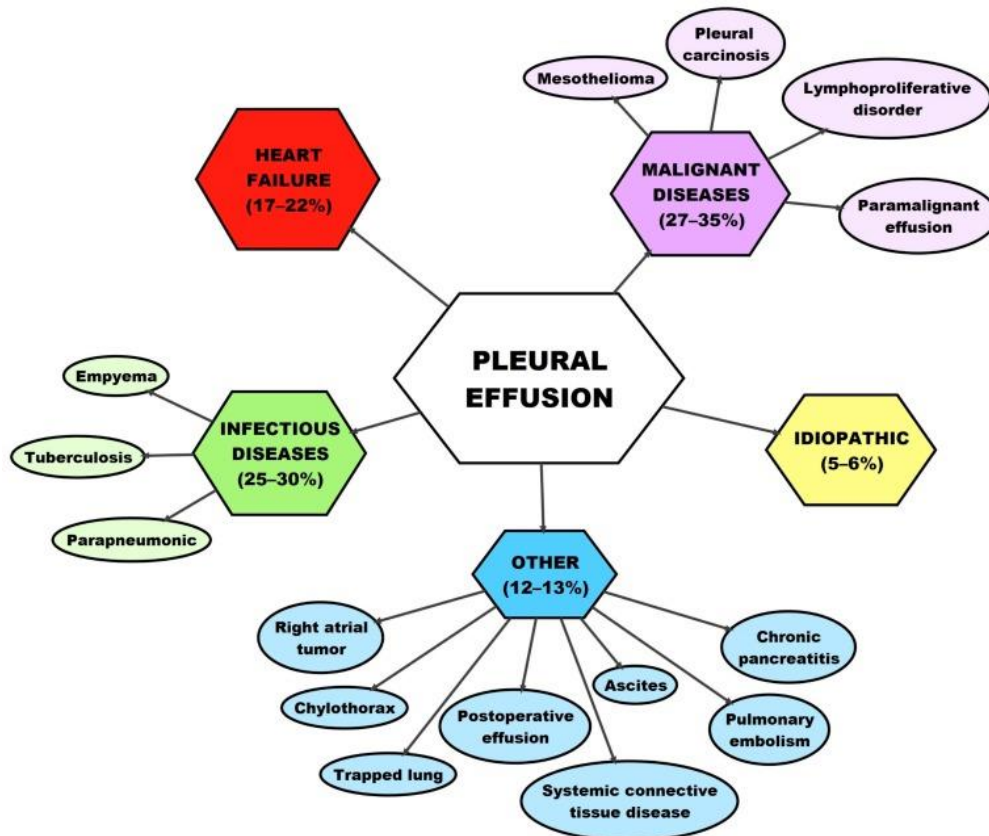 Pleural
carcinosis
Mesothelioma
Lymphoproliferative
disorder
HEART
FAILURE
(17–22%)
MALIGNANT
DISEASES
(27–35%)
Paramalignant
effusion
PLEURAL
EFFUSION
Empyema
Tuberculosis
Parapneumonic
INFECTIOUS
DISEASES
(25–30%)
IDIOPATHIC
(5–6%)
OTHER
(12–13%)
Right atrial
tumor
Chylothorax
Trapped lung
Postoperative
effusion
Systemic connective
tissue disease
Ascites
Pulmonary
embolism
Chronic
pancreatitis